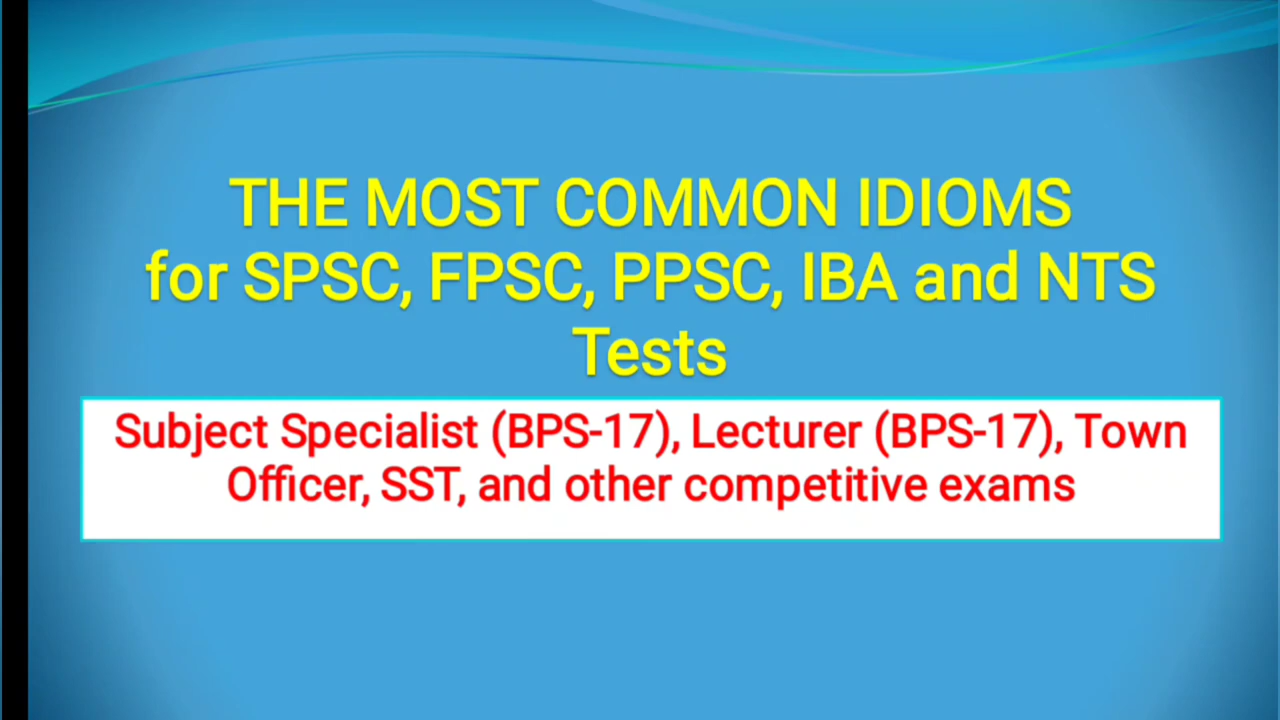 THE MOST COMMON IDIOMS
for SPSC, FPSC, PPSC, IBA and NTS
Tests
Subject Specialist (BPS-17), Lecturer (BPS-17), Town
Officer, SST, and other competitive exams